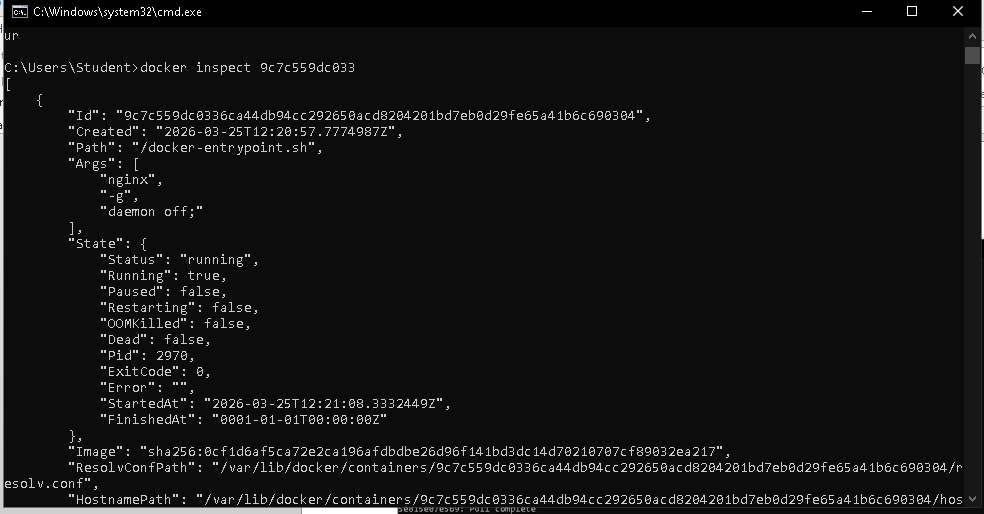 C:\Windows\system32\cmd.exe
ur
C:\Users\Student>docker inspect 9c7c559dc033
[
    {
        "Id": "9c7c559dc0336ca44db94cc292650acd8204201bd7eb0d29fe65a41b6c690304",
        "Created": "2026-03-25T12:20:57.7774987Z",
        "Path": "/docker-entrypoint.sh",
        "Args": [
            "nginx",
            "-g",
            "daemon off;"
        ],
        "State": {
            "Status": "running",
            "Running": true,
            "Paused": false,
            "Restarting": false,
            "OOMKilled": false,
            "Dead": false,
            "Pid": 2970,
            "ExitCode": 0,
            "Error": "",
            "StartedAt": "2026-03-25T12:21:08.3332449Z",
            "FinishedAt": "0001-01-01T00:00:00Z"
        },
        "Image": "sha256:0cf1d6af5ca72e2ca196afdbdbe26d96f141bd3dc14d70210707cf89032ea217",
        "ResolvConfPath": "/var/lib/docker/containers/9c7c559dc0336ca44db94cc292650acd8204201bd7eb0d29fe65a41b6c690304/r
esolv.conf",
        "HostnamePath": "/var/lib/docker/containers/9c7c559dc0336ca44db94cc292650acd8204201bd7eb0d29fe65a41b6c690304/hos
Pull complete